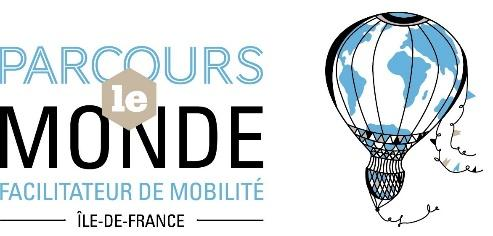 PARCOURS
le
MONDE
FACILITATEUR DE MOBILITÉ
ÎLE-DE-FRANCE